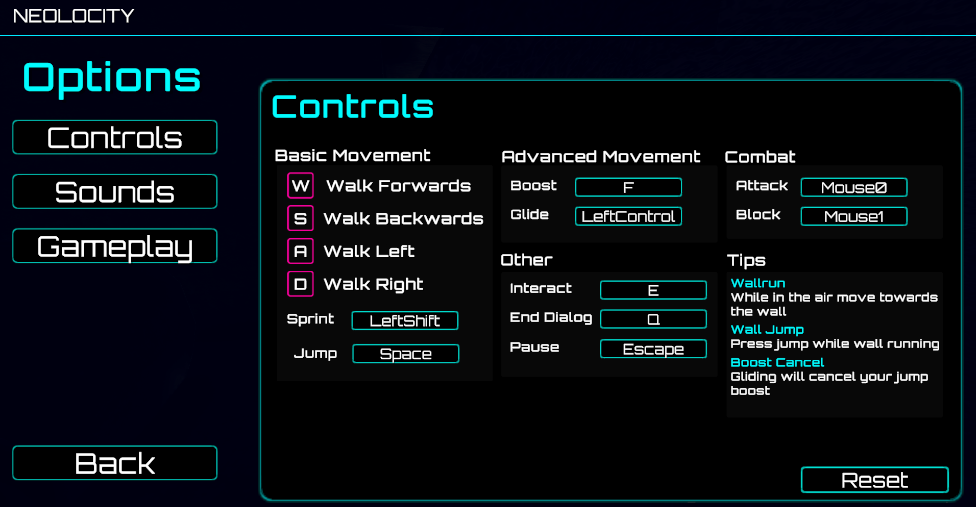 NEOLOCITY
Options
Controls
Sounds
Gameplay
Back
Controls
Basic Movement
W Walk Forwards
S Walk Backwards
A Walk Left
D Walk Right
Sprint LeftShift
Jump Space
Advanced Movement
Boost F
Glide LeftControl
Other
Interact E
End Dialog Q
Pause Escape
Combat
Attack Mouse0
Block Mouse1
Tips
Wallrun
While in the air move towards
the wall
Wall Jump
Press jump while wall running
Boost Cancel
Gliding will cancel your jump
boost
Reset